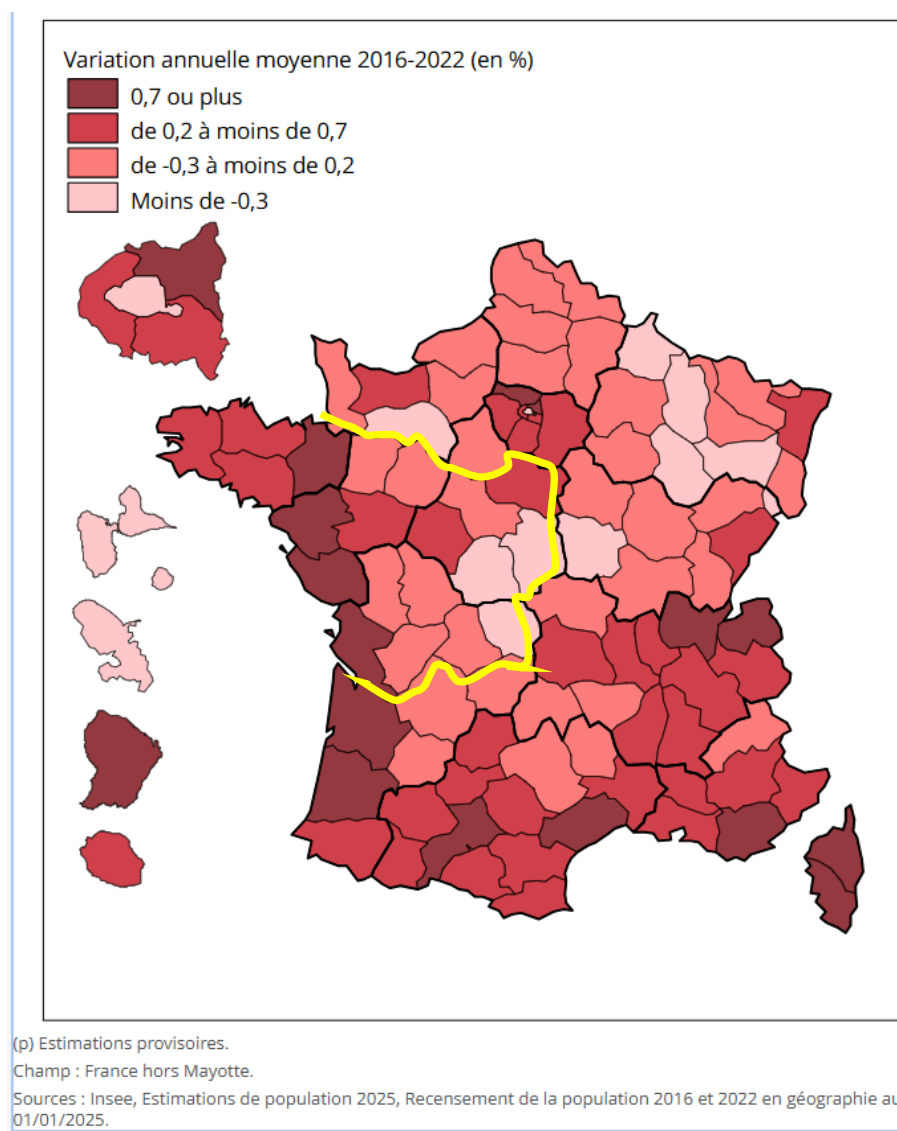 Variation annuelle moyenne 2016-2022 (en %)
0,7 ou plus
de 0,2 à moins de 0,7
de -0,3 à moins de 0,2
Moins de -0,3
(p) Estimations provisoires.
Champ : France hors Mayotte.
Sources : Insee, Estimations de population 2025, Recensement de la population 2016 et 2022 en géographie au
01/01/2025.